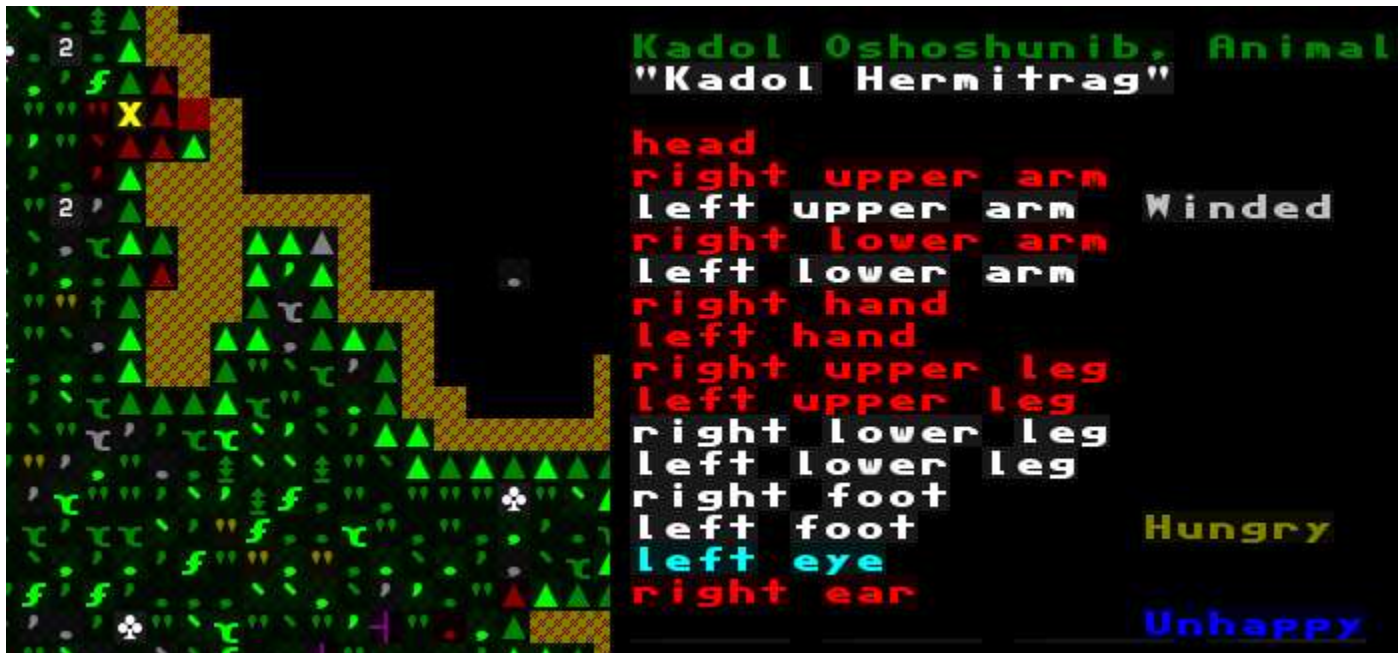 Kadol Oshoshunib, Animal
"Kadol Hermitrag"
head
right upper arm
left upper arm Winded
right lower arm
left lower arm
right hand
left hand
right upper leg
left upper leg
right lower leg
left lower leg
right foot
left foot Hungry
left eye
right ear
Unhappy